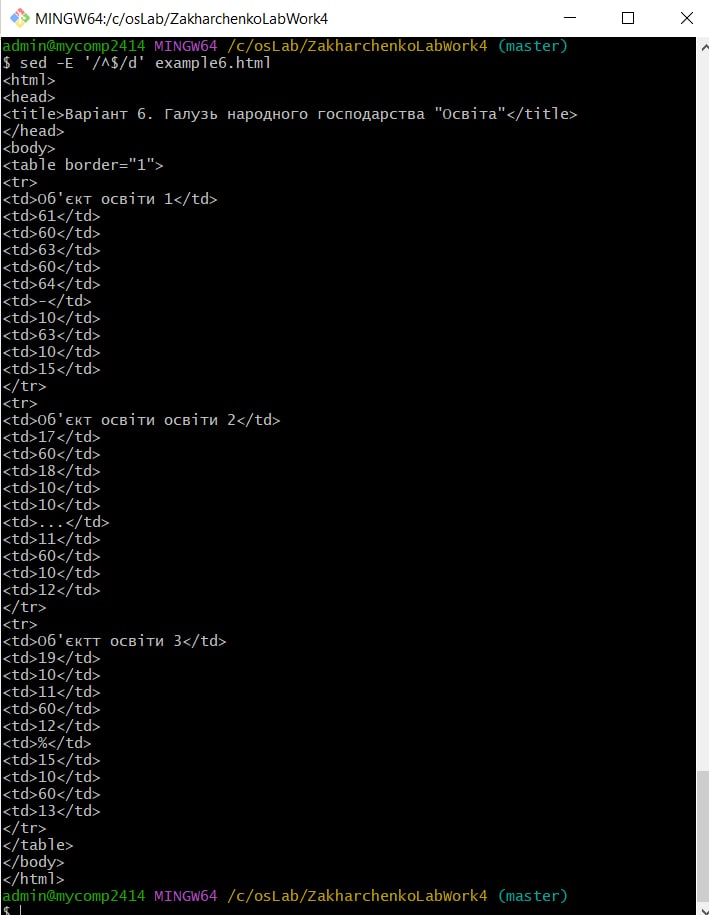 MINGW64:/c/osLab/ZakharchenkoLabWork4
admin@mycomp2414 MINGW64 /c/osLab/ZakharchenkoLabWork4 (master)
$ sed -E '/^$/d' example6.html
<html>
<head>
<title>Варіант 6. Галузь народного господарства "Освіта"</title>
</head>
<body>
<table border="1">
<tr>
<td>Об'єкт освіти 1</td>
<td>61</td>
<td>60</td>
<td>63</td>
<td>60</td>
<td>64</td>
<td>-</td>
<td>10</td>
<td>63</td>
<td>10</td>
<td>15</td>
</tr>
<tr>
<td>Об'єкт освіти освіти 2</td>
<td>17</td>
<td>60</td>
<td>18</td>
<td>10</td>
<td>10</td>
<td>...</td>
<td>11</td>
<td>60</td>
<td>10</td>
<td>12</td>
</tr>
<tr>
<td>Об'єктт освіти 3</td>
<td>19</td>
<td>10</td>
<td>11</td>
<td>60</td>
<td>12</td>
<td>%</td>
<td>15</td>
<td>10</td>
<td>60</td>
<td>13</td>
</tr>
</table>
</body>
</html>
admin@mycomp2414 MINGW64 /c/osLab/ZakharchenkoLabWork4 (master)
$